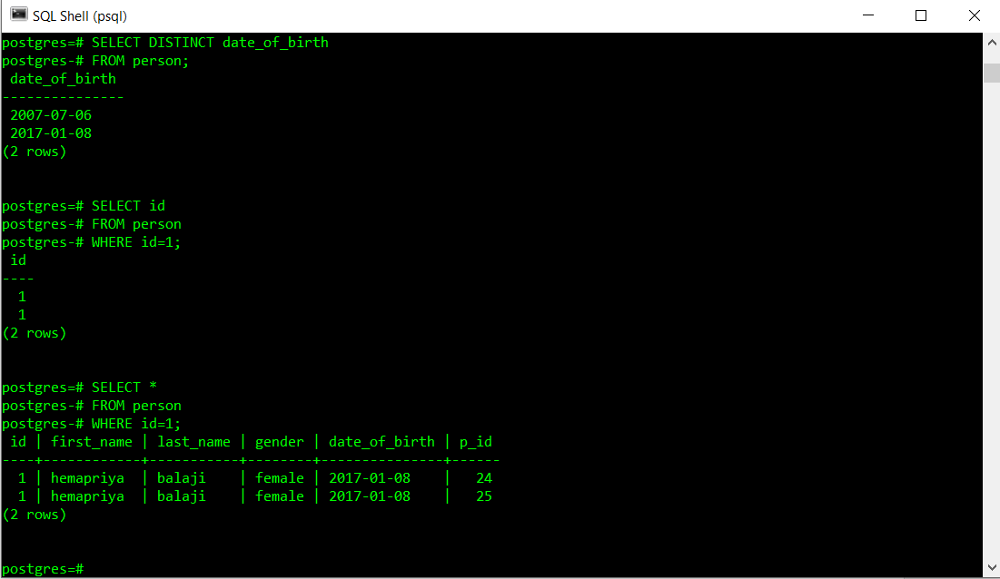 SQL Shell (psql)
postgres=# SELECT DISTINCT date_of_birth
postgres-# FROM person;
 date_of_birth
---------------
 2007-07-06
 2017-01-08
(2 rows)
postgres=# SELECT id
postgres-# FROM person
postgres-# WHERE id=1;
 id
----
  1
  1
(2 rows)
postgres=# SELECT *
postgres-# FROM person
postgres-# WHERE id=1;
 id | first_name | last_name | gender | date_of_birth | p_id
----+------------+-----------+--------+---------------+------
  1 | hemapriya  | balaji    | female | 2017-01-08    |   24
  1 | hemapriya  | balaji    | female | 2017-01-08    |   25
(2 rows)
postgres=#